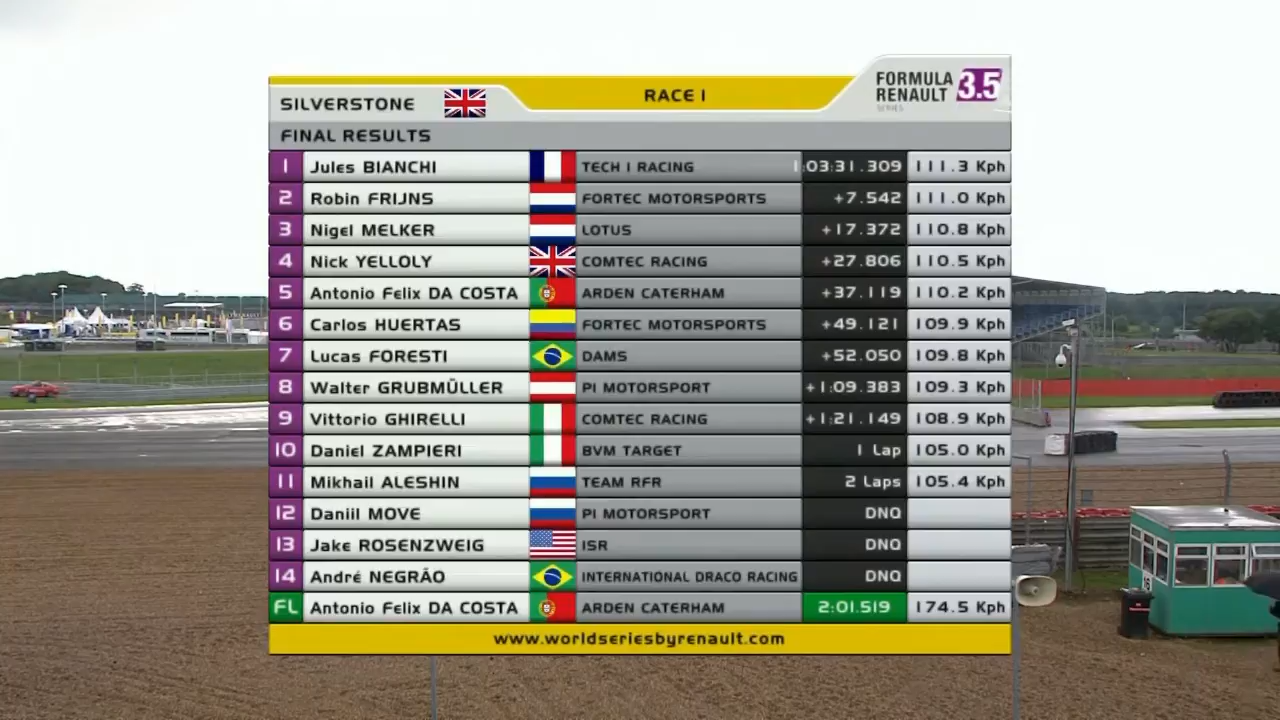 SILVERSTONE RACE 1 FORMULA RENAULT 3.5 SERIES
FINAL RESULTS
1 Jules BIANCHI TECH 1 RACING 1:03:31.309 111.3 Kph
2 Robin FRIJNS FORTEC MOTORSPORTS +7.542 111.0 Kph
3 Nigel MELKER LOTUS +17.372 110.8 Kph
4 Nick YELLOLY COMTEC RACING +27.806 110.5 Kph
5 Antonio Felix DA COSTA ARDEN CATERHAM +37.119 110.2 Kph
6 Carlos HUERTAS FORTEC MOTORSPORTS +49.121 109.9 Kph
7 Lucas FORESTI DAMS +52.050 109.8 Kph
8 Walter GRUBMÜLLER PI MOTORSPORT +1:09.383 109.3 Kph
9 Vittorio GHIRELLI COMTEC RACING +1:21.149 108.9 Kph
10 Daniel ZAMPIERI BVM TARGET 1 Lap 105.0 Kph
11 Mikhail ALESHIN TEAM RFR 2 Laps 105.4 Kph
12 Daniil MOVE PI MOTORSPORT DNQ
13 Jake ROSENZWEIG ISR DNQ
14 André NEGRÃO INTERNATIONAL DRACO RACING DNQ
FL Antonio Felix DA COSTA ARDEN CATERHAM 2:01.519 174.5 Kph
www.worldseriesbyrenault.com